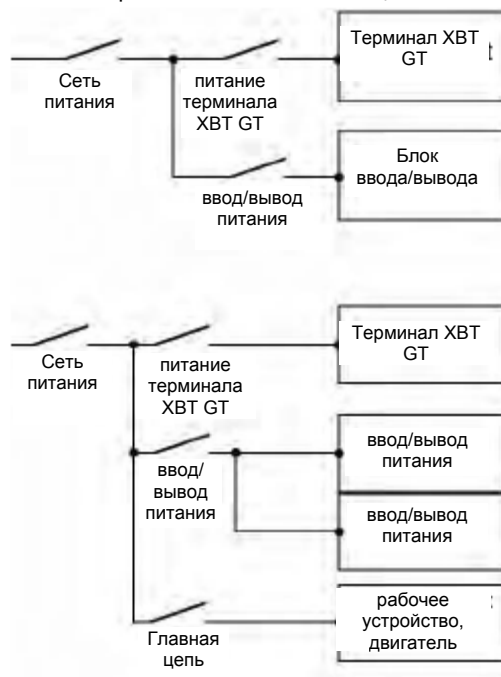 Терминал XBT
GT
Сеть
питания
питание
терминала
XBT GT
Блок
ввода/вывода
ввод/вывод
питания
Терминал XBT
GT
Сеть
питания
питание
терминала
XBT GT
ввод/вывод
питания
ввод/
вывод
питания
ввод/вывод
питания
рабочее
устройство,
двигатель
Главная
цепь